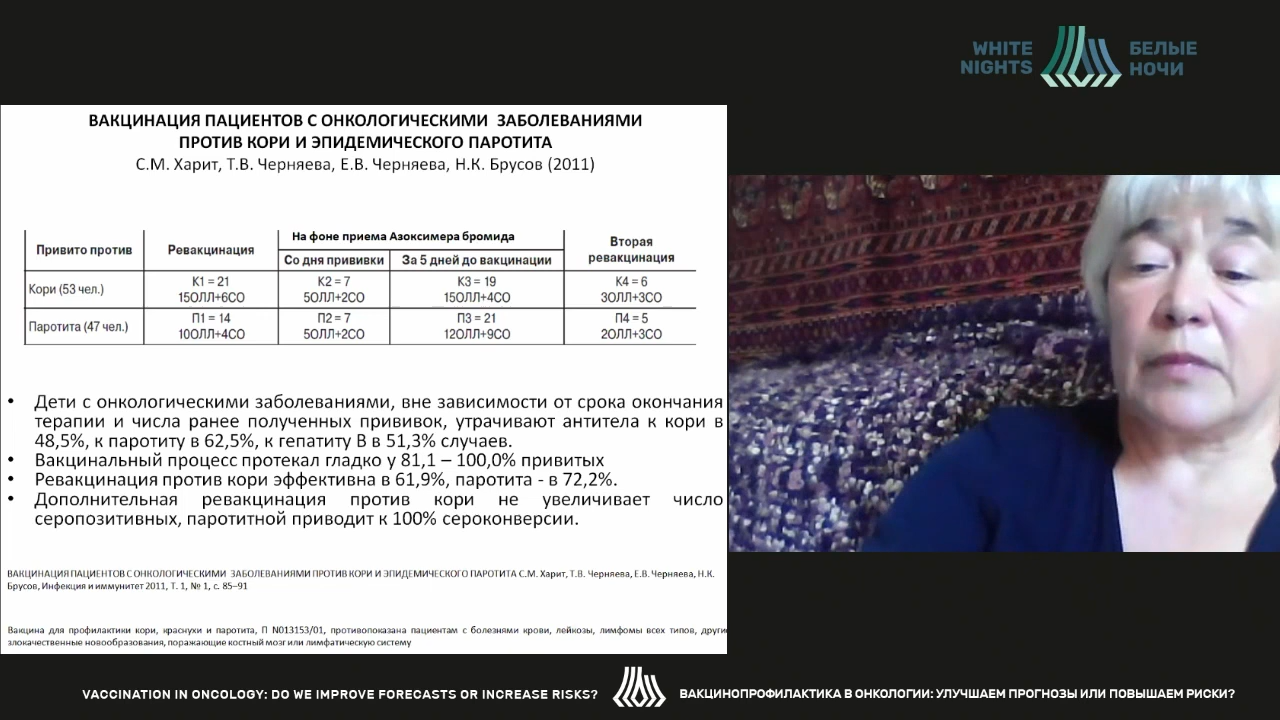 WHITE
NIGHTS
БЕЛЫЕ
НОЧИ
ВАКЦИНАЦИЯ ПАЦИЕНТОВ С ОНКОЛОГИЧЕСКИМИ ЗАБОЛЕВАНИЯМИ
ПРОТИВ КОРИ И ЭПИДЕМИЧЕСКОГО ПАРОТИТА
С.М. Харит, Т.В. Черняева, Е.В. Черняева, Н.К. Брусов (2011)
Привито против
Ревакцинация
На фоне приема Азоксимера бромида
Со дня прививки
За 5 дней до вакцинации
Вторая
ревакцинация
Кори (53 чел.)
К1 = 21
15ОЛЛ+6СО
К2 = 7
5ОЛЛ+2СО
К3 = 19
15ОЛЛ+4СО
К4 = 6
3ОЛЛ+3СО
Паротита (47 чел.)
П1 = 14
10ОЛЛ+4СО
П2 = 7
5ОЛЛ+2СО
П3 = 21
12ОЛЛ+9СО
П4 = 5
2ОЛЛ+3СО
• Дети с онкологическими заболеваниями, вне зависимости от срока окончания
терапии и числа ранее полученных прививок, утрачивают антитела к кори в
48,5%, к паротиту в 62,5%, к гепатиту В в 51,3% случаев.
• Вакцинальный процесс протекал гладко у 81,1 – 100,0% привитых
• Ревакцинация против кори эффективна в 61,9%, паротита - в 72,2%.
• Дополнительная ревакцинация против кори не увеличивает число
серопозитивных, паротитной приводит к 100% сероконверсии.
ВАКЦИНАЦИЯ ПАЦИЕНТОВ С ОНКОЛОГИЧЕСКИМИ ЗАБОЛЕВАНИЯМИ ПРОТИВ КОРИ И ЭПИДЕМИЧЕСКОГО ПАРОТИТА С.М. Харит, Т.В. Черняева, Е.В. Черняева, Н.К.
Брусов, Инфекция и иммунитет 2011, Т. 1, № 1, с. 85–91
Вакцина для профилактики кори, краснухи и паротита, П N013153/01, противопоказана пациентам с болезнями крови, лейкозы, лимфомы всех типов, други
злокачественные новообразования, поражающие костный мозг или лимфатическую систему
VACCINATION IN ONCOLOGY: DO WE IMPROVE FORECASTS OR INCREASE RISKS?
ВАКЦИНОПРОФИЛАКТИКА В ОНКОЛОГИИ: УЛУЧШАЕМ ПРОГНОЗЫ ИЛИ ПОВЫШАЕМ РИСКИ?